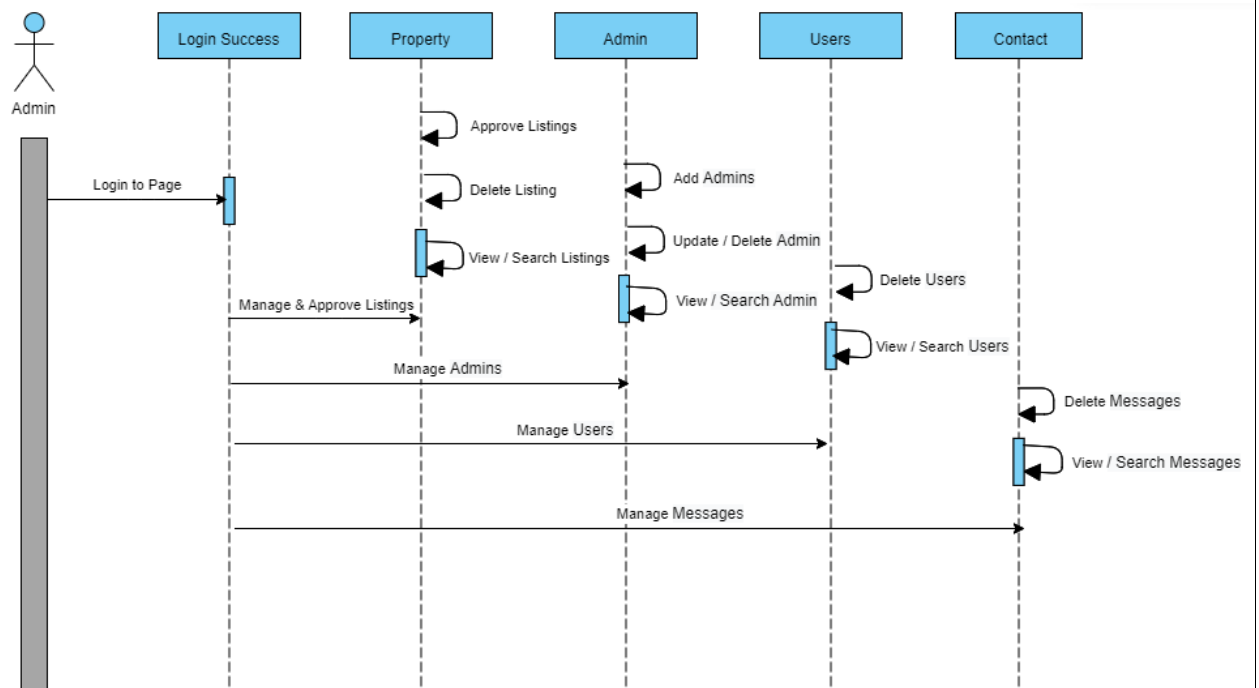 Login Success
Property
Admin
Users
Contact
Admin
Approve Listings
Add Admins
Login to Page
Delete Listing
Update / Delete Admin
View / Search Listings
Delete Users
Manage & Approve Listings
View / Search Admin
View / Search Users
Manage Admins
Delete Messages
Manage Users
View / Search Messages
Manage Messages